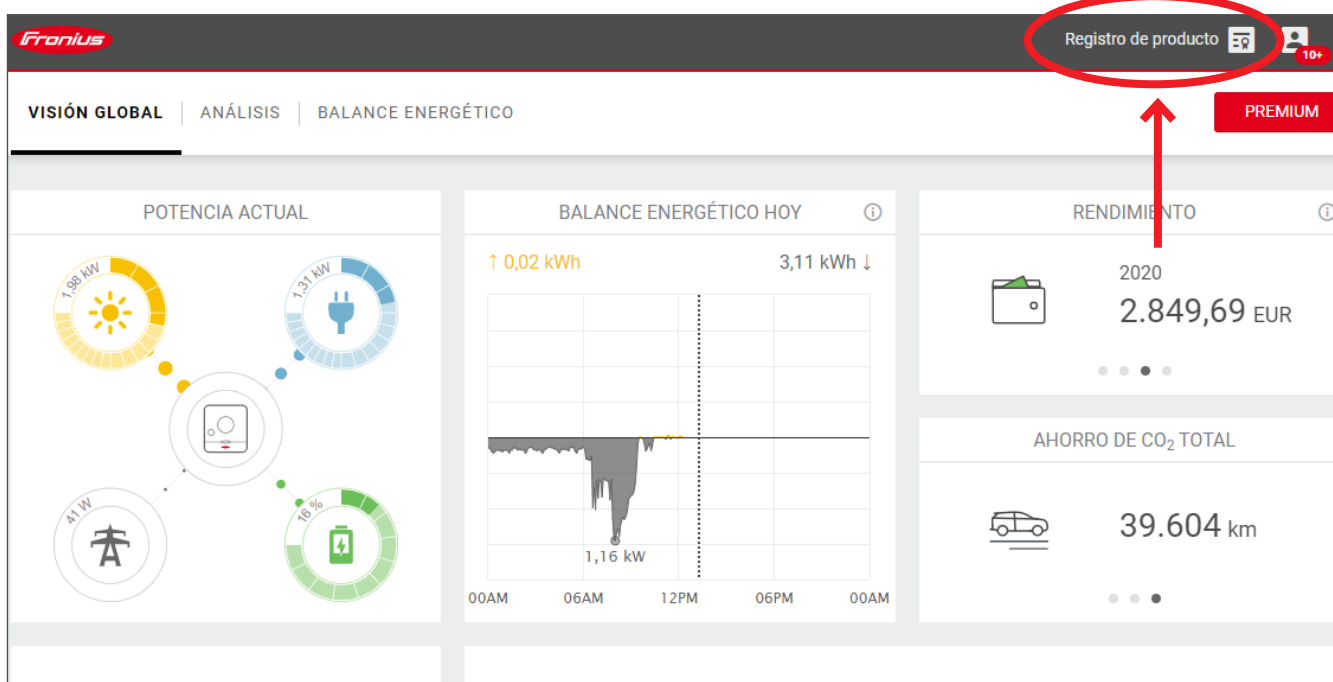 Fronius
Registro de producto
10+
VISIÓN GLOBAL
ANÁLISIS
BALANCE ENERGÉTICO
PREMIUM
POTENCIA ACTUAL
1,98 kW
1,31 kW
41 W
16 %
BALANCE ENERGÉTICO HOY
↑ 0,02 kWh
3,11 kWh ↓
1,16 kW
00AM 06AM 12PM 06PM 00AM
RENDIMIENTO
2020
2.849,69 EUR
AHORRO DE CO₂ TOTAL
39.604 km